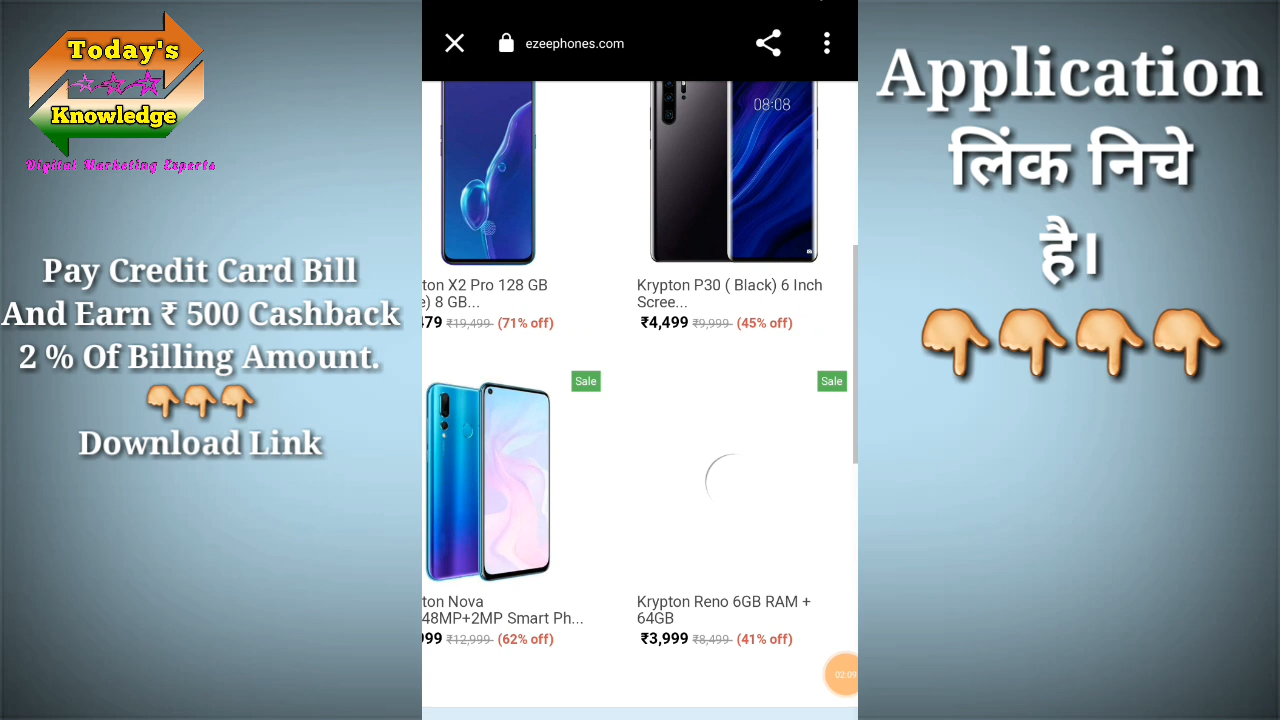 Today's
Knowledge
Digital Marketing Experts
Pay Credit Card Bill
And Earn ₹ 500 Cashback
2 % Of Billing Amount.
Download Link
ezeephones.com
08:08
ton X2 Pro 128 GB
e) 8 GB...
479 ₹19,499 (71% off)
Krypton P30 ( Black) 6 Inch
Scree...
₹4,499 ₹9,999 (45% off)
Sale
Sale
ton Nova
48MP+2MP Smart Ph...
999 ₹12,999 (62% off)
Krypton Reno 6GB RAM +
64GB
₹3,999 ₹8,499 (41% off)
02:09
Application
लिंक निचे
है।